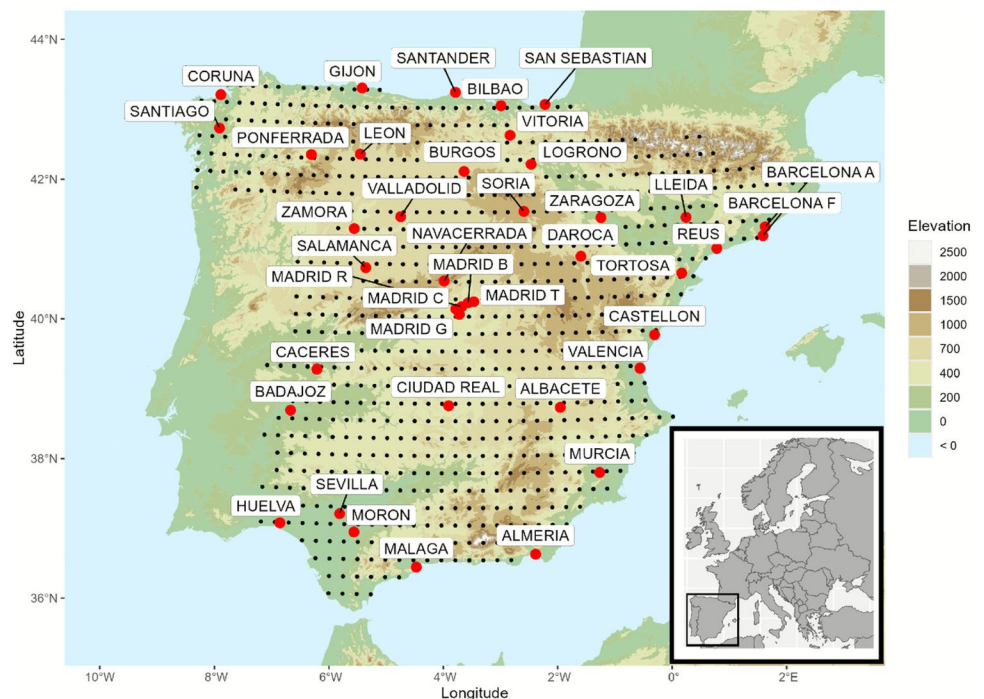 44°N
42°N
40°N
38°N
36°N
Latitude
CORUNA
GIJON
SANTANDER
SAN SEBASTIAN
BILBAO
SANTIAGO
VITORIA
PONFERRADA
LEON
BURGOS
LOGRONO
BARCELONA A
VALLADOLID
SORIA
LLEIDA
ZARAGOZA
BARCELONA F
ZAMORA
NAVACERRADA
DAROCA
REUS
SALAMANCA
MADRID B
TORTOSA
MADRID R
MADRID C
MADRID T
CASTELLON
MADRID G
CACERES
VALENCIA
BADAJOZ
CIUDAD REAL
ALBACETE
MURCIA
SEVILLA
HUELVA
MORON
ALMERIA
MALAGA
10°W
8°W
6°W
4°W
2°W
0°
2°E
Longitude
Elevation
2500
2000
1500
1000
700
400
200
0
< 0